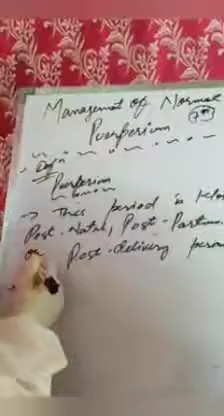 Management of Normal
Puerperium
Defn
Puerperium
→ This period is
Post-Natal, Post-Partum
or Post-delivery